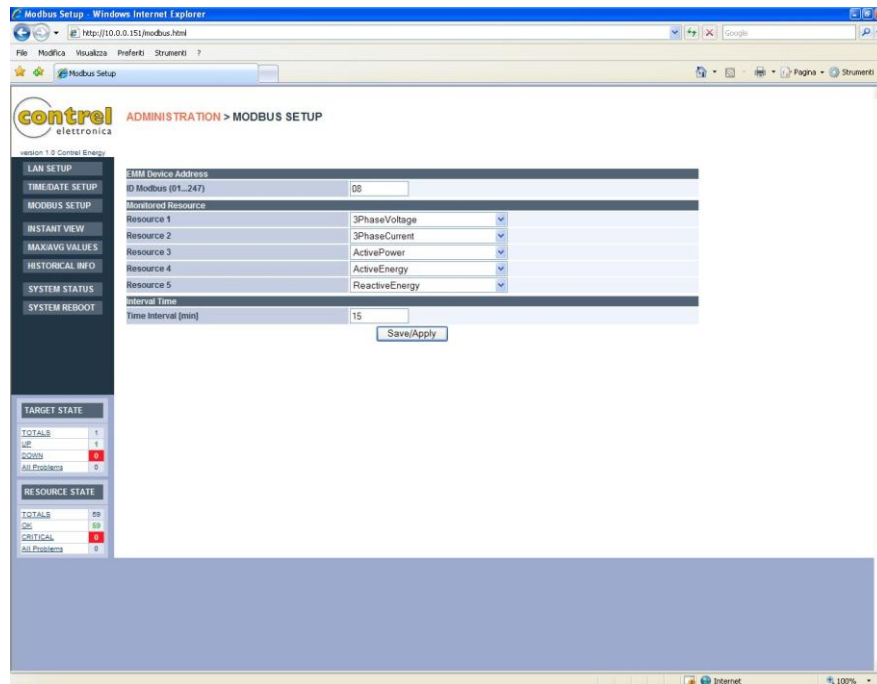 Modbus Setup - Windows Internet Explorer
http://10.0.0.151/modbus.html
Google
File Modifica Visualizza Preferiti Strumenti ?
Modbus Setup
Pagina Strumenti
contrel
elettronica
ADMINISTRATION > MODBUS SETUP
version 1.0 Contrel Energy
LAN SETUP
TIME/DATE SETUP
MODBUS SETUP
INSTANT VIEW
MAX/AVG VALUES
HISTORICAL INFO
SYSTEM STATUS
SYSTEM REBOOT
EMM Device Address
ID Modbus (01...247) 08
Monitored Resource
Resource 1 3PhaseVoltage
Resource 2 3PhaseCurrent
Resource 3 ActivePower
Resource 4 ActiveEnergy
Resource 5 ReactiveEnergy
Interval Time
Time Interval [min] 15
Save/Apply
TARGET STATE
TOTALS 1
UP 1
DOWN 0
All Problems 0
RESOURCE STATE
TOTALS 59
OK 59
CRITICAL 0
All Problems 0
Internet 100%